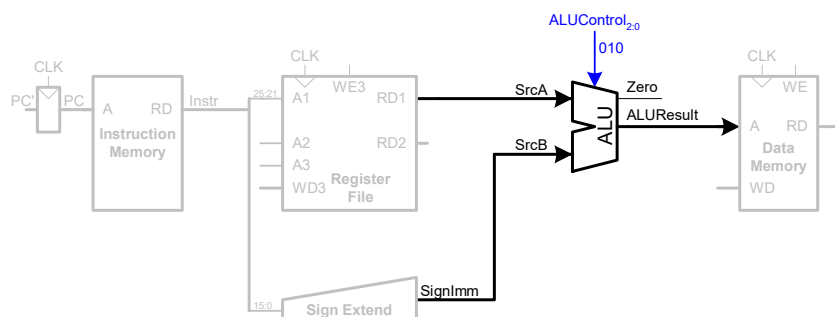 ALUControl2:0
010
CLK
CLK
CLK
PC'
PC
A
RD
Instruction
Memory
Instr
25:21
A1
WE3
RD1
A2
RD2
A3
WD3
Register
File
SrcA
SrcB
ALU
Zero
ALUResult
WE
A
RD
Data
Memory
WD
15:0
Sign Extend
SignImm